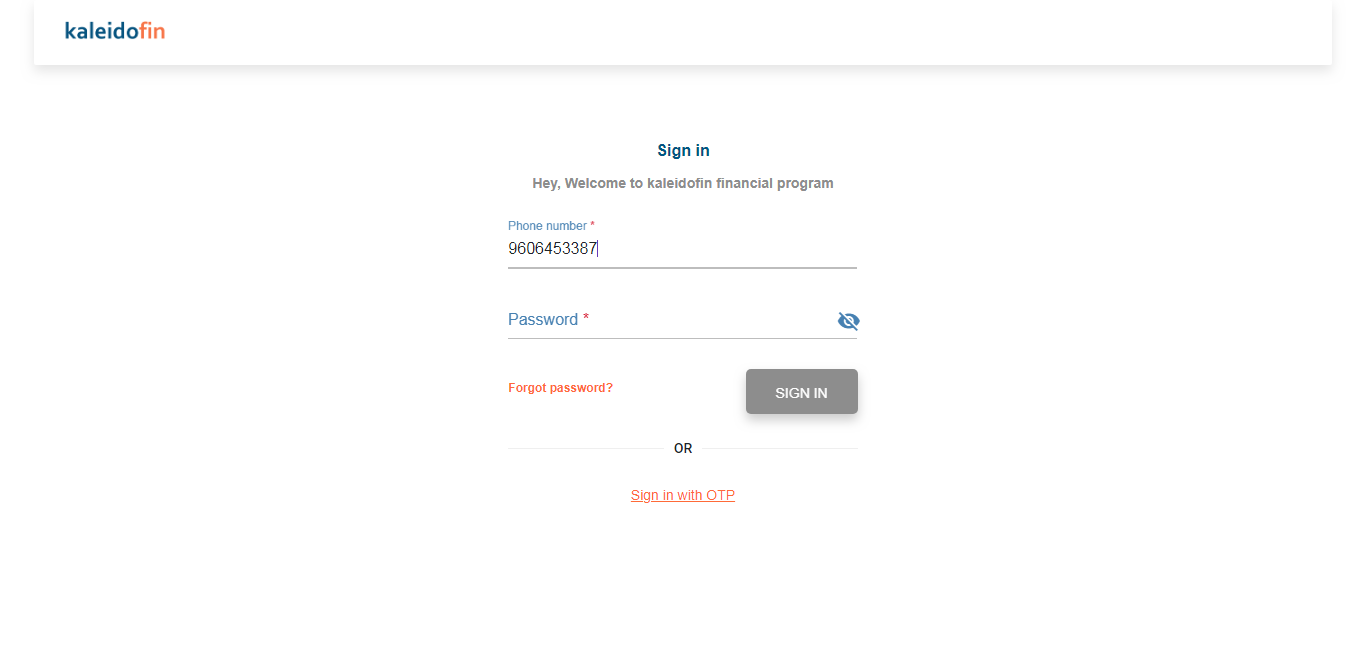 kaleidofin
Sign in
Hey, Welcome to kaleidofin financial program
Phone number *
9606453387
Password *
Forgot password?
SIGN IN
OR
Sign in with OTP